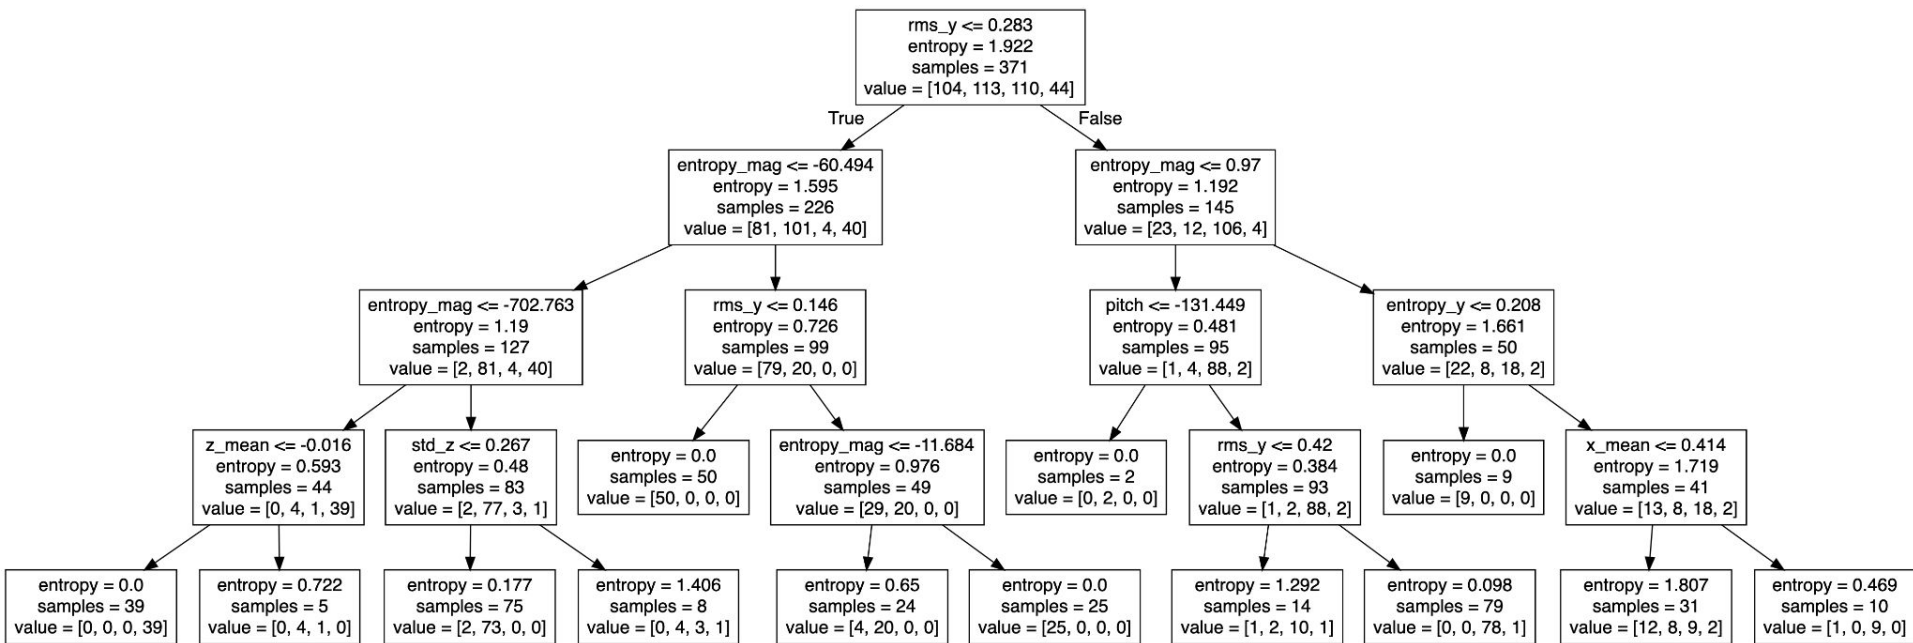 rms_y <= 0.283
entropy = 1.922
samples = 371
value = [104, 113, 110, 44]
True
False
entropy_mag <= -60.494
entropy = 1.595
samples = 226
value = [81, 101, 4, 40]
entropy_mag <= 0.97
entropy = 1.192
samples = 145
value = [23, 12, 106, 4]
entropy_mag <= -702.763
entropy = 1.19
samples = 127
value = [2, 81, 4, 40]
rms_y <= 0.146
entropy = 0.726
samples = 99
value = [79, 20, 0, 0]
pitch <= -131.449
entropy = 0.481
samples = 95
value = [1, 4, 88, 2]
entropy_y <= 0.208
entropy = 1.661
samples = 50
value = [22, 8, 18, 2]
z_mean <= -0.016
entropy = 0.593
samples = 44
value = [0, 4, 1, 39]
std_z <= 0.267
entropy = 0.48
samples = 83
value = [2, 77, 3, 1]
entropy = 0.0
samples = 50
value = [50, 0, 0, 0]
entropy_mag <= -11.684
entropy = 0.976
samples = 49
value = [29, 20, 0, 0]
entropy = 0.0
samples = 2
value = [0, 2, 0, 0]
rms_y <= 0.42
entropy = 0.384
samples = 93
value = [1, 2, 88, 2]
entropy = 0.0
samples = 9
value = [9, 0, 0, 0]
x_mean <= 0.414
entropy = 1.719
samples = 41
value = [13, 8, 18, 2]
entropy = 0.0
samples = 39
value = [0, 0, 0, 39]
entropy = 0.722
samples = 5
value = [0, 4, 1, 0]
entropy = 0.177
samples = 75
value = [2, 73, 0, 0]
entropy = 1.406
samples = 8
value = [0, 4, 3, 1]
entropy = 0.65
samples = 24
value = [4, 20, 0, 0]
entropy = 0.0
samples = 25
value = [25, 0, 0, 0]
entropy = 1.292
samples = 14
value = [1, 2, 10, 1]
entropy = 0.098
samples = 79
value = [0, 0, 78, 1]
entropy = 1.807
samples = 31
value = [12, 8, 9, 2]
entropy = 0.469
samples = 10
value = [1, 0, 9, 0]